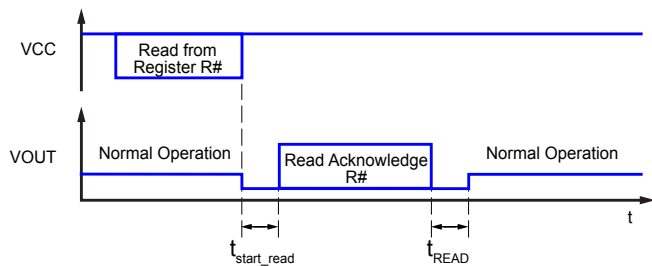 VCC
Read from
Register R#
VOUT
Normal Operation
Read Acknowledge
R#
Normal Operation
t
tstart_read
tREAD